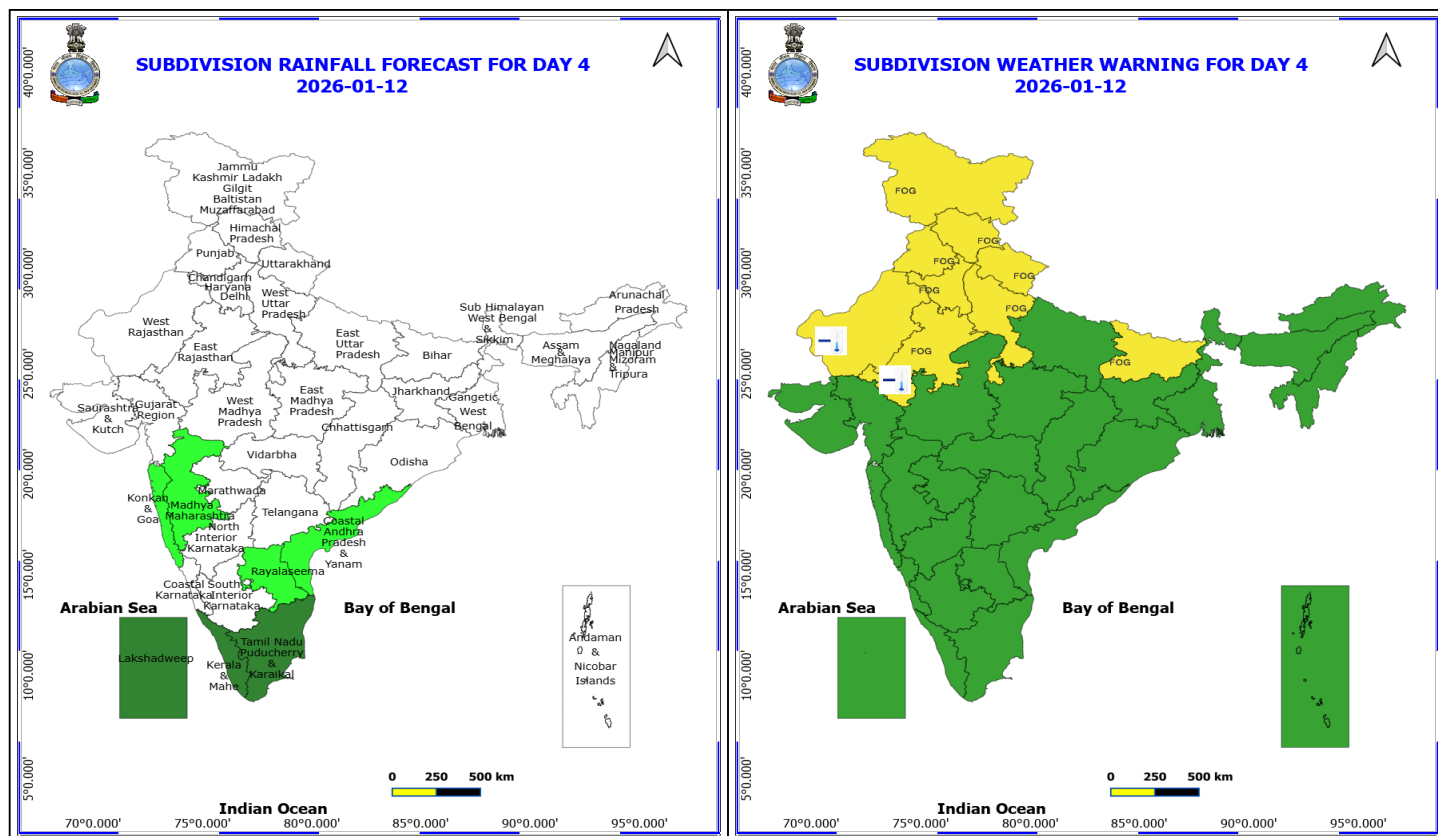 SUBDIVISION RAINFALL FORECAST FOR DAY 4
2026-01-12
40°0.000'
35°0.000'
30°0.000'
25°0.000'
20°0.000'
15°0.000'
10°0.000'
5°0.000'
Jammu
Kashmir Ladakh
Gilgit
Baltistan
Muzaffarabad
Himachal
Pradesh
Punjab
Uttarakhand
Chandigarh
Haryana
Delhi
West
Uttar
Pradesh
Arunachal
Pradesh
Sub Himalayan
West Bengal
&
Sikkim
West
Rajasthan
East
Rajasthan
East
Uttar
Pradesh
Bihar
Assam
&
Meghalaya
Nagaland
Manipur
Mizoram
&
Tripura
Saurashtra
&
Kutch
Gujarat
Region
West
Madhya
Pradesh
East
Madhya
Pradesh
Jharkhand
Gangetic
West
Bengal
Chhattisgarh
Vidarbha
Odisha
Konkan
&
Goa
Madhya
Maharashtra
Marathwada
Telangana
North
Interior
Karnataka
Coastal
Andhra
Pradesh
&
Yanam
Rayalaseema
Coastal
Karnataka
South
Interior
Karnataka
Arabian Sea
Bay of Bengal
Lakshadweep
Kerala
&
Mahe
Tamil Nadu
Puducherry
&
Karaikal
Andaman
&
Nicobar
Islands
0 250 500 km
Indian Ocean
70°0.000' 75°0.000' 80°0.000' 85°0.000' 90°0.000' 95°0.000'
SUBDIVISION WEATHER WARNING FOR DAY 4
2026-01-12
40°0.000'
35°0.000'
30°0.000'
25°0.000'
20°0.000'
15°0.000'
10°0.000'
5°0.000'
FOG
FOG
FOG
FOG
FOG
FOG
FOG
FOG
Arabian Sea
Bay of Bengal
0 250 500 km
Indian Ocean
70°0.000' 75°0.000' 80°0.000' 85°0.000' 90°0.000' 95°0.000'